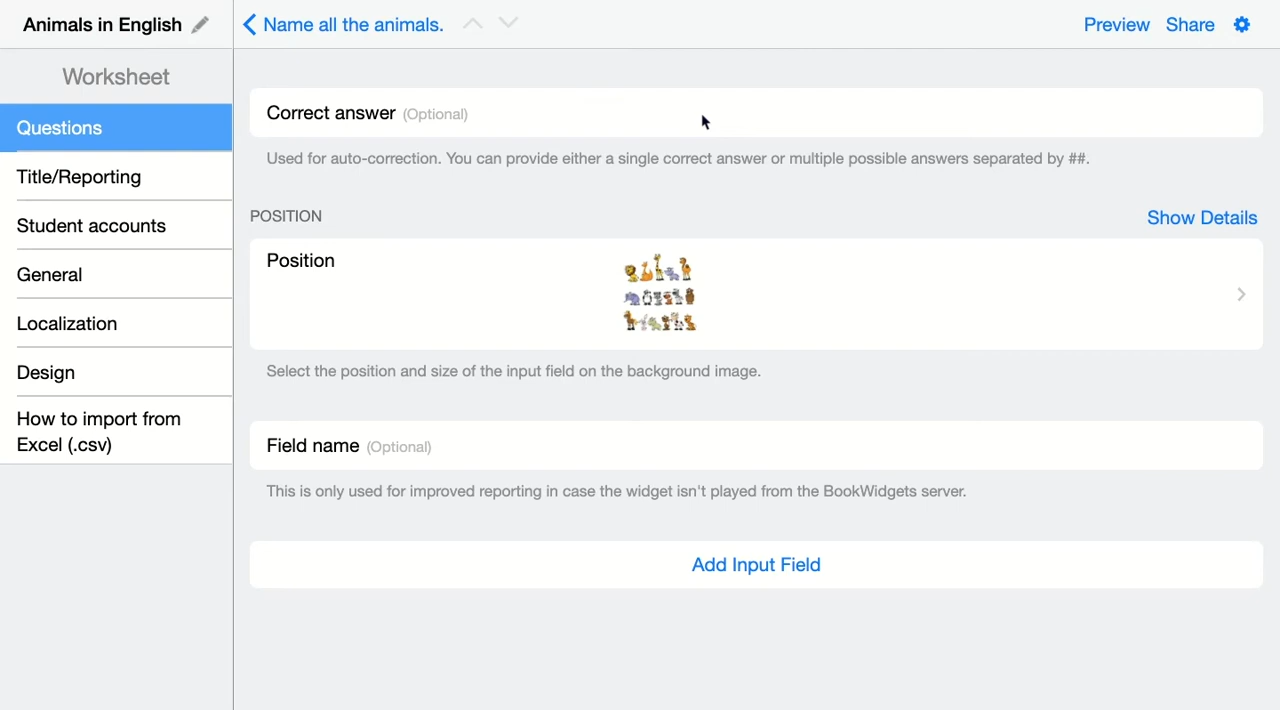 Animals in English
Name all the animals.
Preview
Share
Worksheet
Questions
Title/Reporting
Student accounts
General
Localization
Design
How to import from
Excel (.csv)
Correct answer (Optional)
Used for auto-correction. You can provide either a single correct answer or multiple possible answers separated by ##.
POSITION
Show Details
Position
Select the position and size of the input field on the background image.
Field name (Optional)
This is only used for improved reporting in case the widget isn't played from the BookWidgets server.
Add Input Field